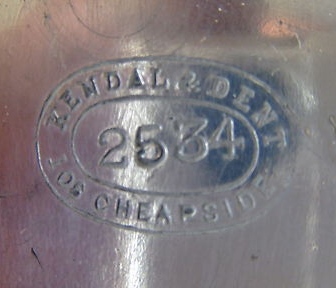 KENDAL & DENT
2534
106 CHEAPSIDE